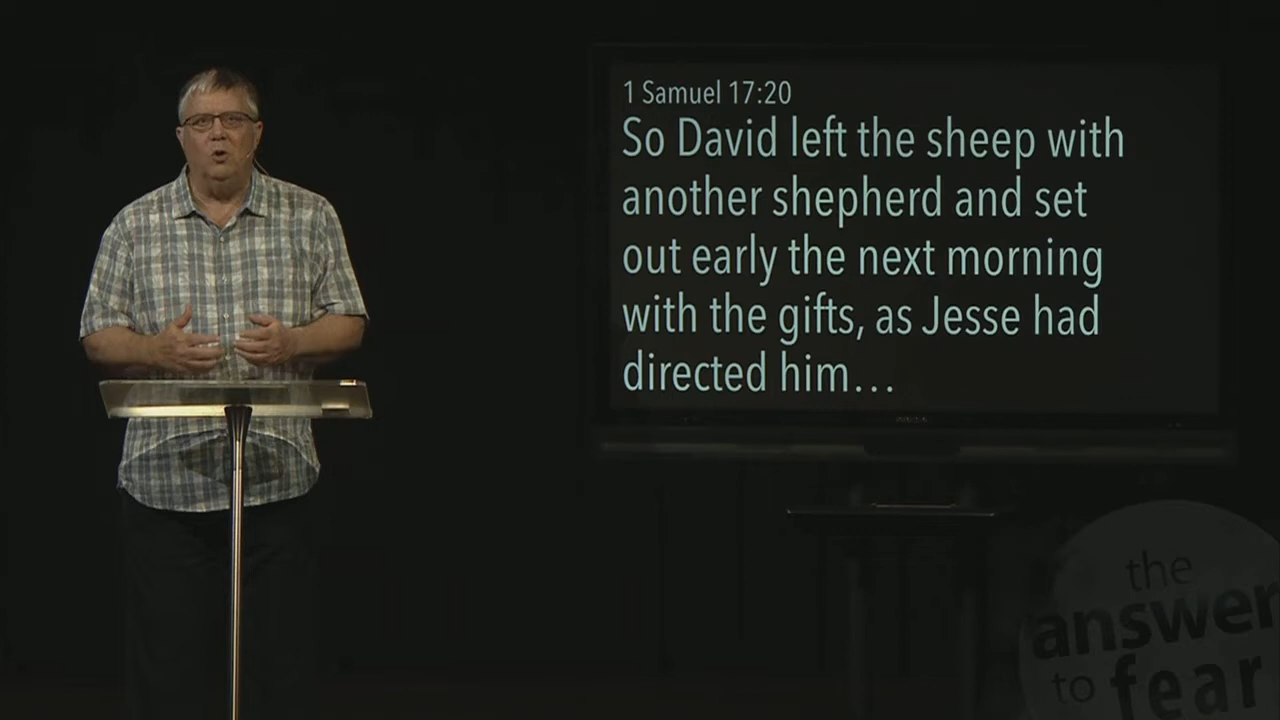 1 Samuel 17:20
So David left the sheep with
another shepherd and set
out early the next morning
with the gifts, as Jesse had
directed him…
the
answer
to fear